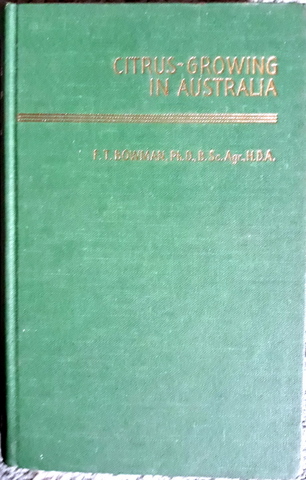 CITRUS-GROWING
IN AUSTRALIA
F. T. BOWMAN, Ph.D., B.Sc.Agr., H.D.A.